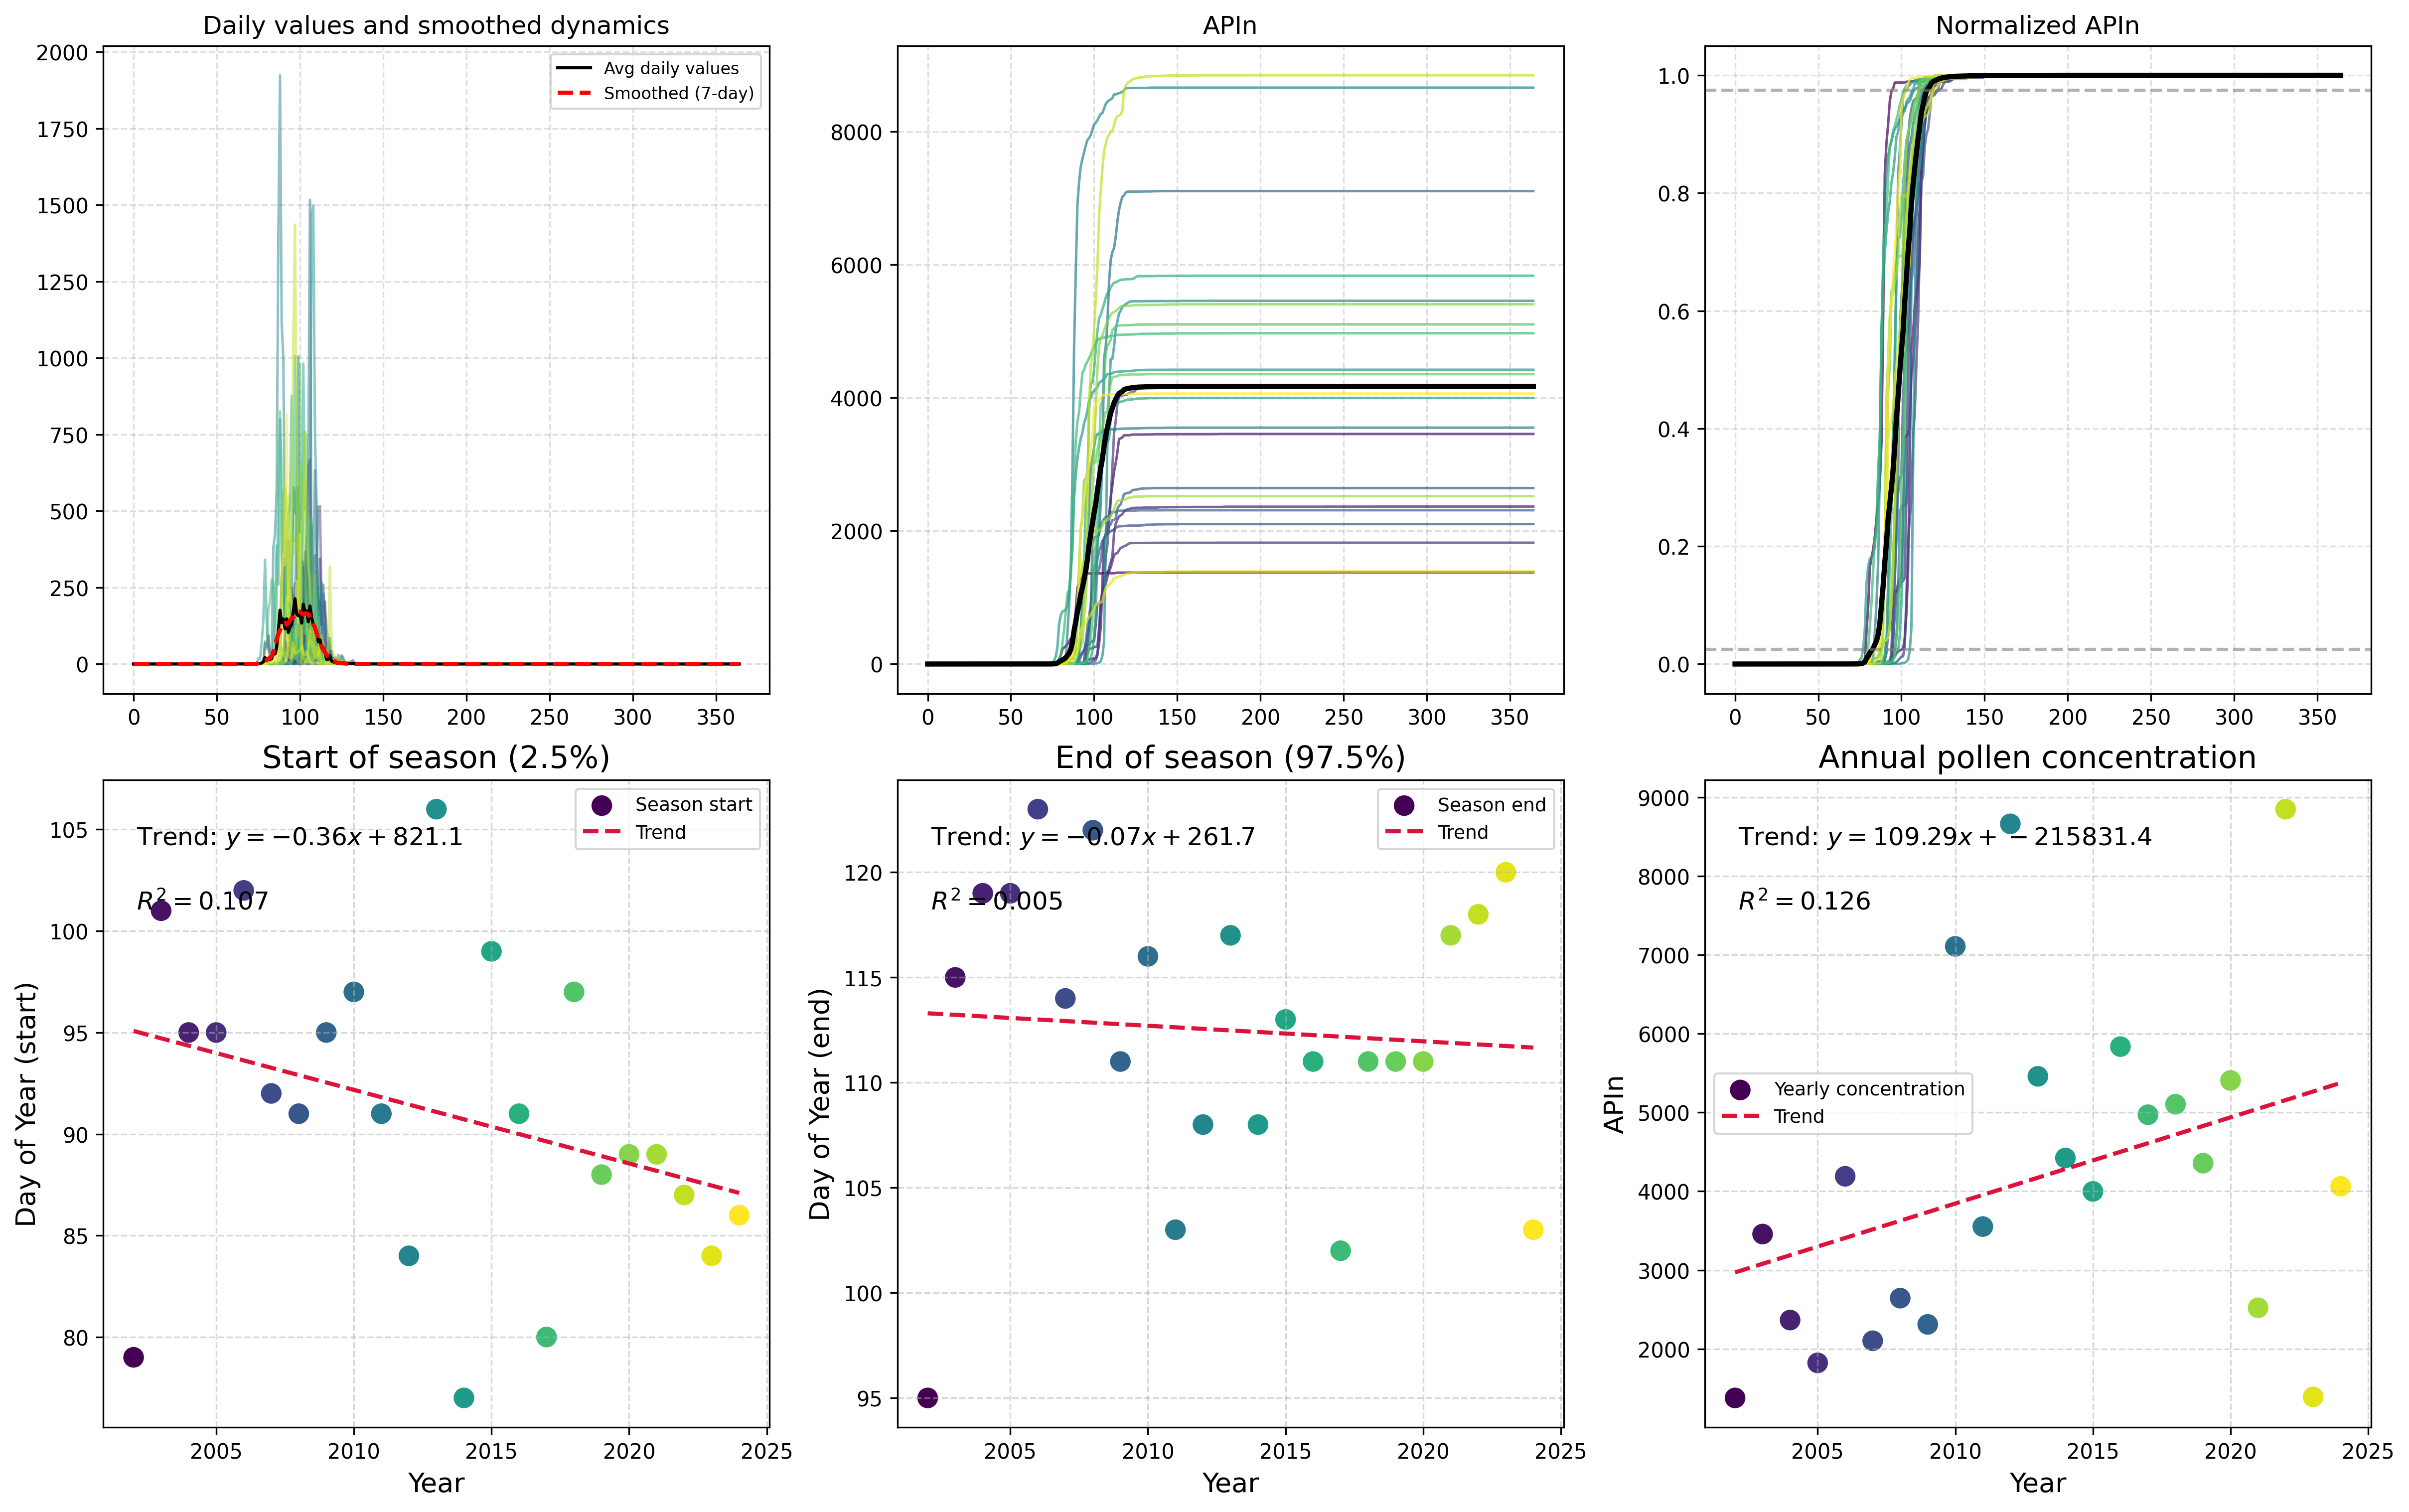 Daily values and smoothed dynamics
2000
1750
1500
1250
1000
750
500
250
0
Avg daily values
Smoothed (7-day)
0 50 100 150 200 250 300 350
APIn
8000
6000
4000
2000
0
0 50 100 150 200 250 300 350
Normalized APIn
1.0
0.8
0.6
0.4
0.2
0.0
0 50 100 150 200 250 300 350
Start of season (2.5%)
Day of Year (start)
105
100
95
90
85
80
Season start
Trend
Trend: y = −0.36x + 821.1
R² = 0.107
2005 2010 2015 2020 2025
Year
End of season (97.5%)
Day of Year (end)
120
115
110
105
100
95
Season end
Trend
Trend: y = −0.07x + 261.7
R² = 0.005
2005 2010 2015 2020 2025
Year
Annual pollen concentration
APIn
9000
8000
7000
6000
5000
4000
3000
2000
Trend: y = 109.29x + −215831.4
R² = 0.126
Yearly concentration
Trend
2005 2010 2015 2020 2025
Year